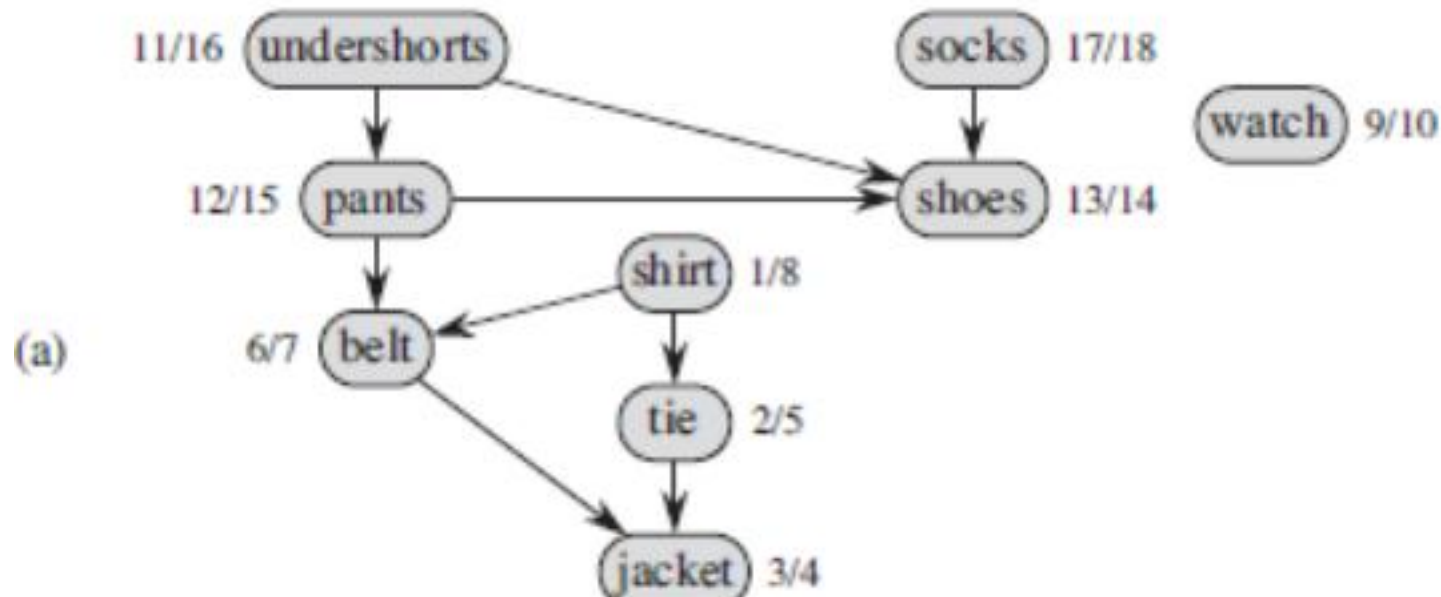 11/16 undershorts socks 17/18
watch 9/10
12/15 pants shoes 13/14
shirt 1/8
(a) 6/7 belt
tie 2/5
jacket 3/4